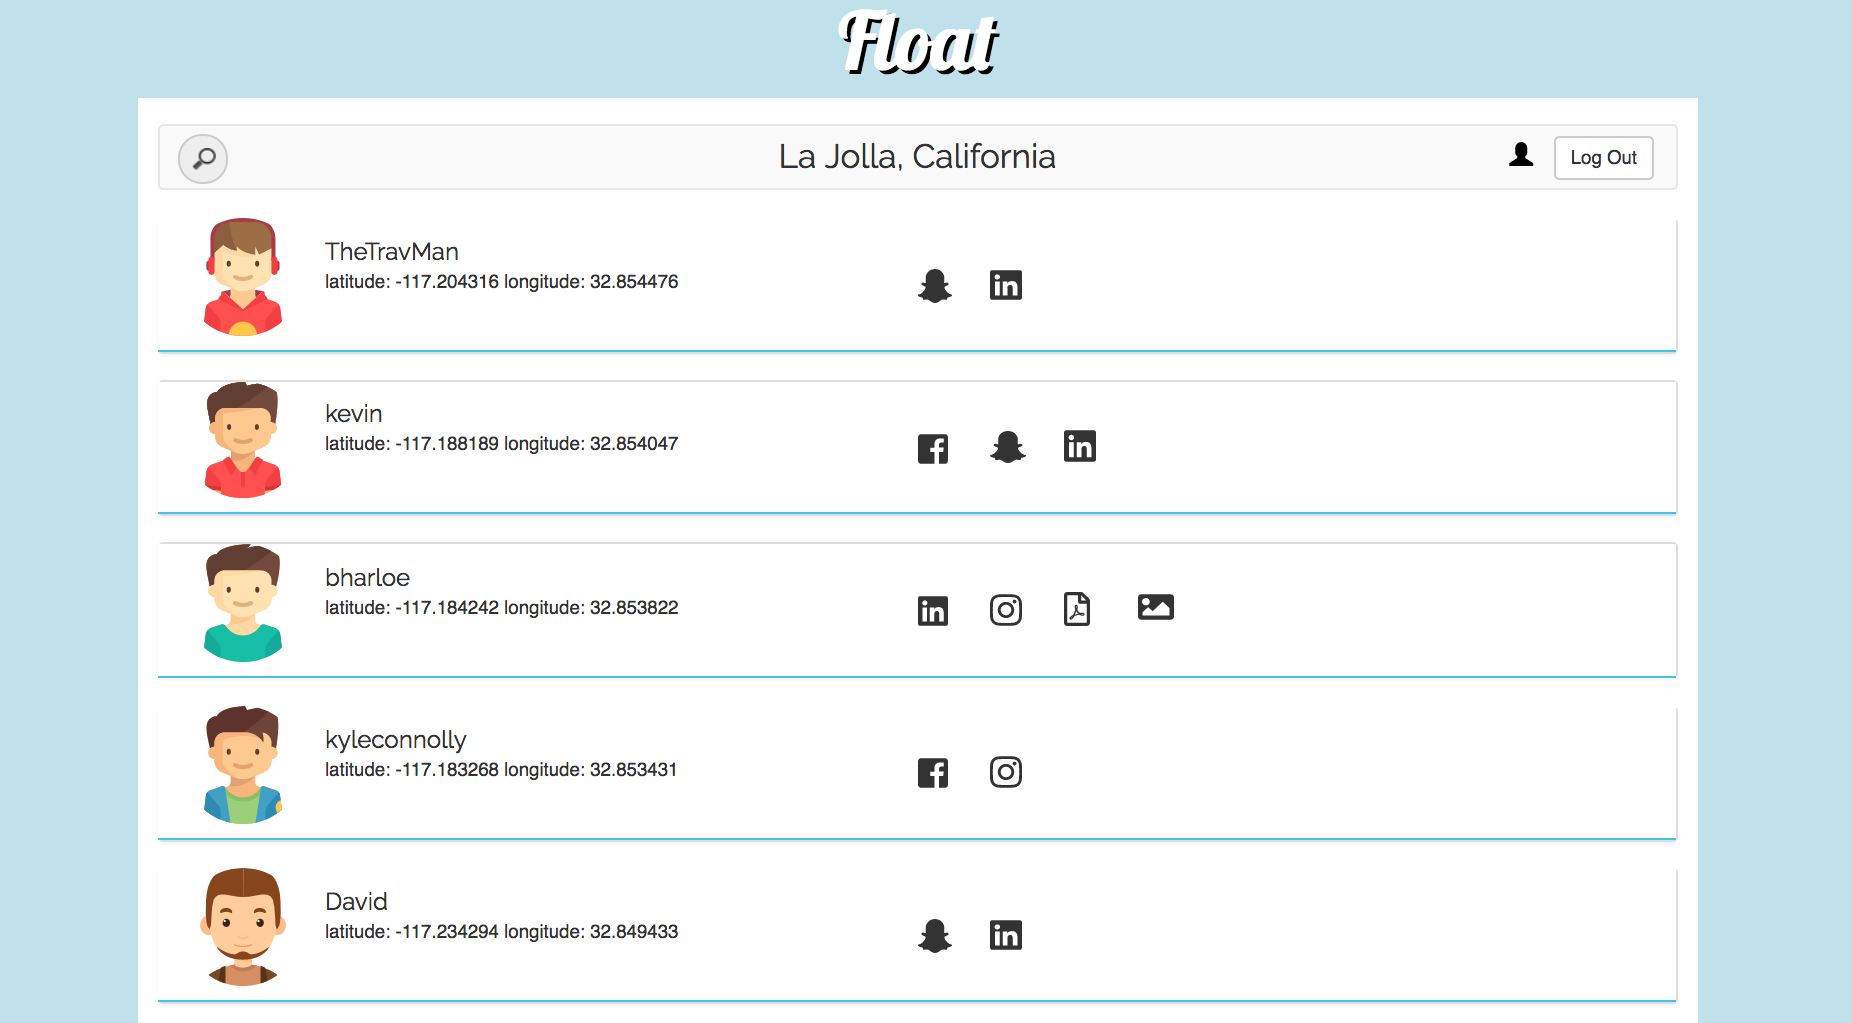 Float
La Jolla, California
Log Out
TheTravMan
latitude: -117.204316 longitude: 32.854476
kevin
latitude: -117.188189 longitude: 32.854047
bharloe
latitude: -117.184242 longitude: 32.853822
kyleconnolly
latitude: -117.183268 longitude: 32.853431
David
latitude: -117.234294 longitude: 32.849433